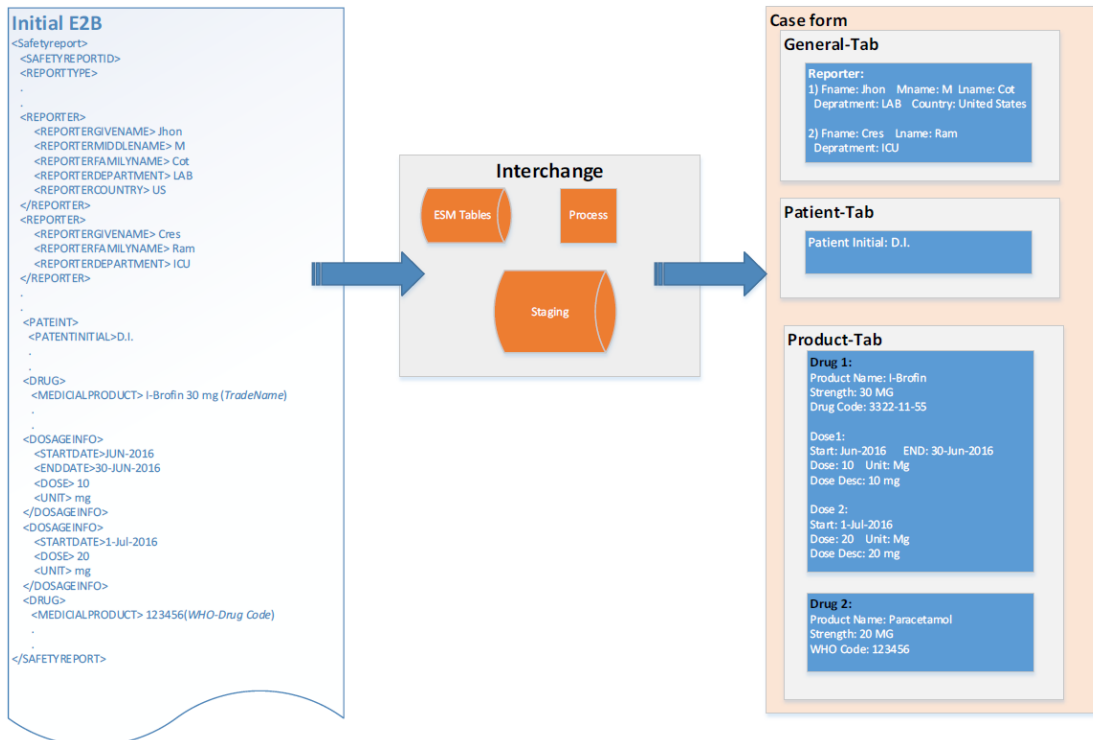 Initial E2B
<Safetyreport>
<SAFETYREPORTID>
<REPORTTYPE>
.
.
<REPORTER>
<REPORTERGIVENAME> Jhon
<REPORTERMIDDLENAME> M
<REPORTERFAMILYNAME> Cot
<REPORTERDEPARTMENT> LAB
<REPORTERCOUNTRY> US
</REPORTER>
<REPORTER>
<REPORTERGIVENAME> Cres
<REPORTERFAMILYNAME> Ram
<REPORTERDEPARTMENT> ICU
</REPORTER>
.
.
<PATEINT>
<PATENTINITIAL>D.I.
.
.
<DRUG>
<MEDICIALPRODUCT> I-Brofin 30 mg (TradeName)
.
.
<DOSAGEINFO>
<STARTDATE>JUN-2016
<ENDDATE>30-JUN-2016
<DOSE> 10
<UNIT> mg
</DOSAGEINFO>
<DOSAGEINFO>
<STARTDATE>1-Jul-2016
<DOSE> 20
<UNIT> mg
</DOSAGEINFO>
<DRUG>
<MEDICIALPRODUCT> 123456(WHO-Drug Code)
.
.
</SAFETYREPORT>
Interchange
ESM Tables
Process
Staging
Case form
General-Tab
Reporter:
1) Fname: Jhon Mname: M Lname: Cot
Depratment: LAB Country: United States
2) Fname: Cres Lname: Ram
Depratment: ICU
Patient-Tab
Patient Initial: D.I.
Product-Tab
Drug 1:
Product Name: I-Brofin
Strength: 30 MG
Drug Code: 3322-11-55
Dose1:
Start: Jun-2016 END: 30-Jun-2016
Dose: 10 Unit: Mg
Dose Desc: 10 mg
Dose 2:
Start: 1-Jul-2016
Dose: 20 Unit: Mg
Dose Desc: 20 mg
Drug 2:
Product Name: Paracetamol
Strength: 20 MG
WHO Code: 123456